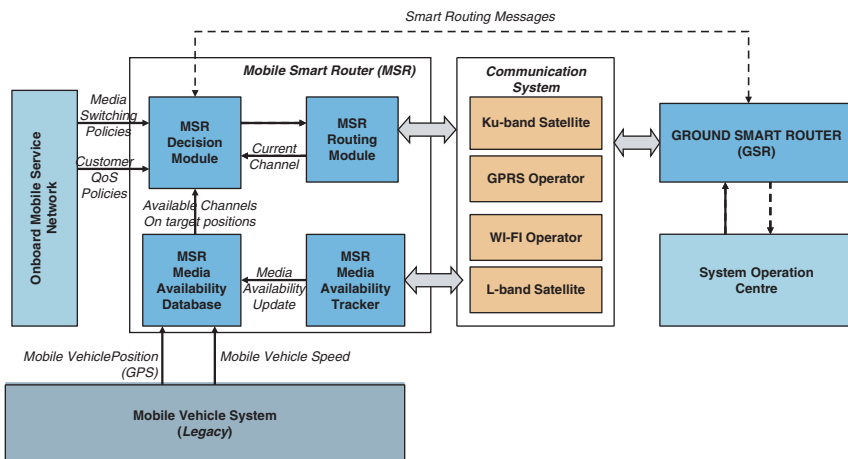 Smart Routing Messages
Mobile Smart Router (MSR)
Communication
System
Onboard Mobile Service
Network
Media
Switching
Policies
Customer
QoS
Policies
MSR
Decision
Module
Current
Channel
MSR
Routing
Module
Available Channels
On target positions
MSR
Media
Availability
Database
Media
Availability
Update
MSR
Media
Availability
Tracker
Ku-band Satellite
GPRS Operator
WI-FI Operator
L-band Satellite
GROUND SMART ROUTER
(GSR)
System Operation
Centre
Mobile VehiclePosition
(GPS)
Mobile Vehicle Speed
Mobile Vehicle System
(Legacy)